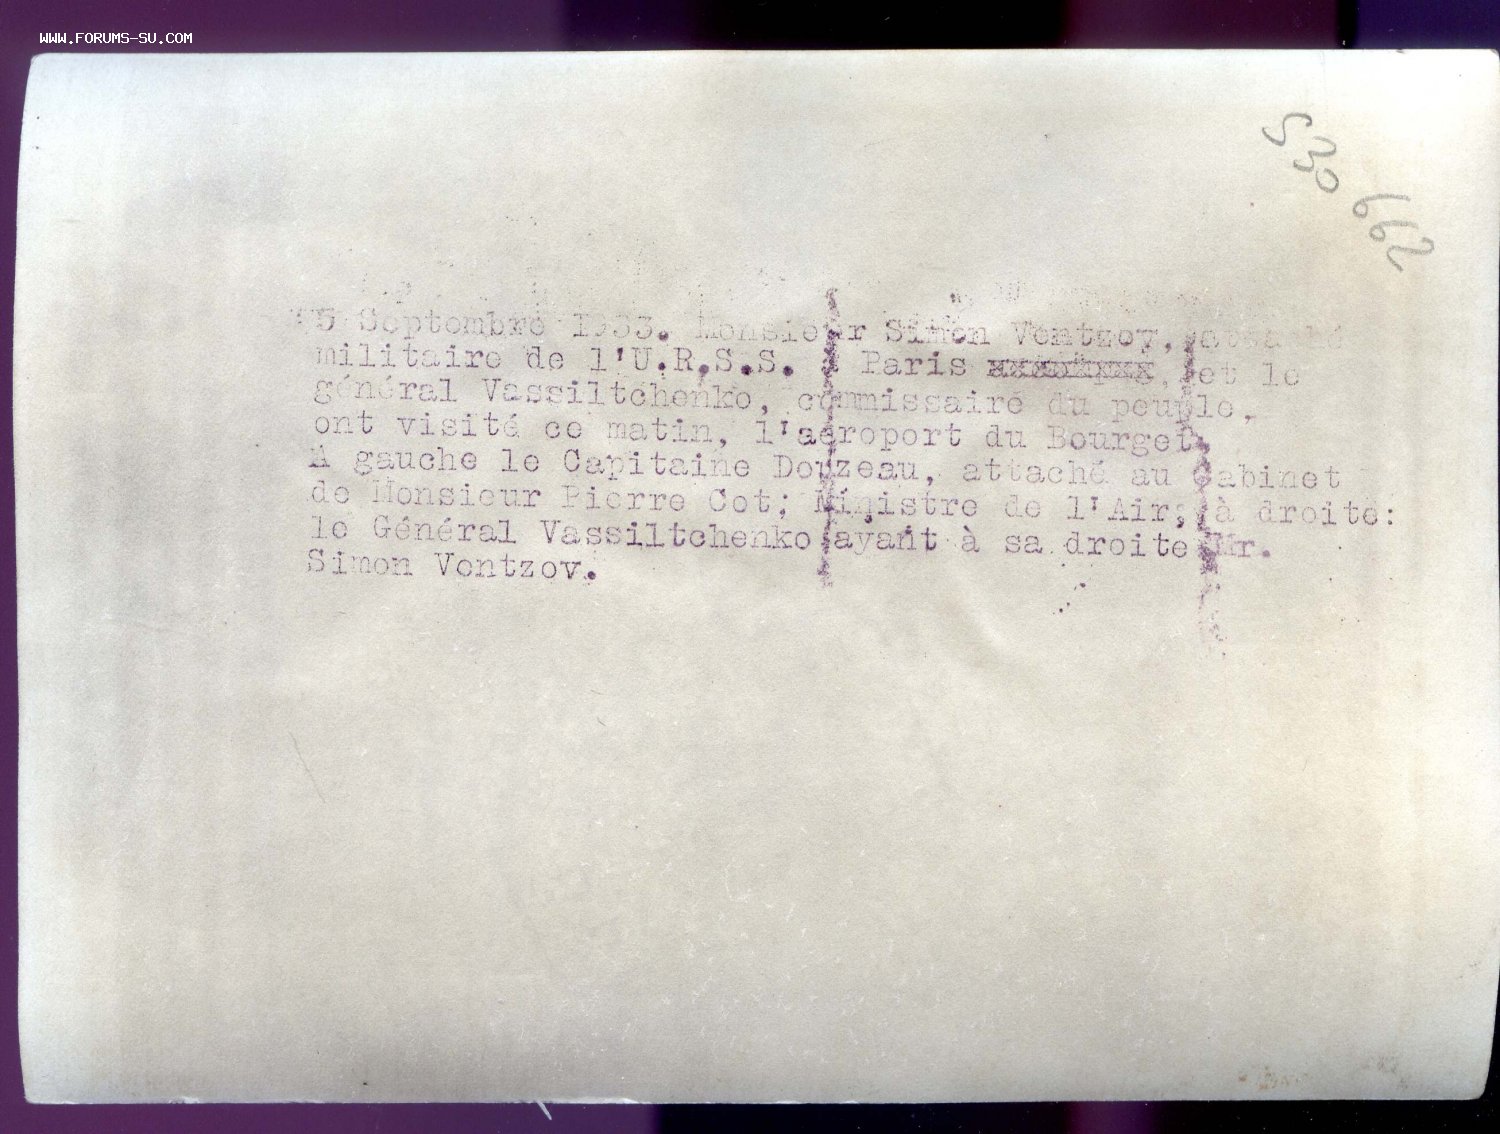 WWW.FORUMS-SU.COM
530 662
5 Septembre 1933. Monsieur Simon Ventzov, attaché
militaire de l'U.R.S.S. à Paris xxxxxxxxxx, et le
général Vassiltchenko, commissaire du peuple,
ont visité ce matin, l'aéroport du Bourget.
A gauche le Capitaine Douzeau, attaché au Cabinet
de Monsieur Pierre Cot; Ministre de l'Air; à droite:
le Général Vassiltchenko ayant à sa droite Mr.
Simon Ventzov.